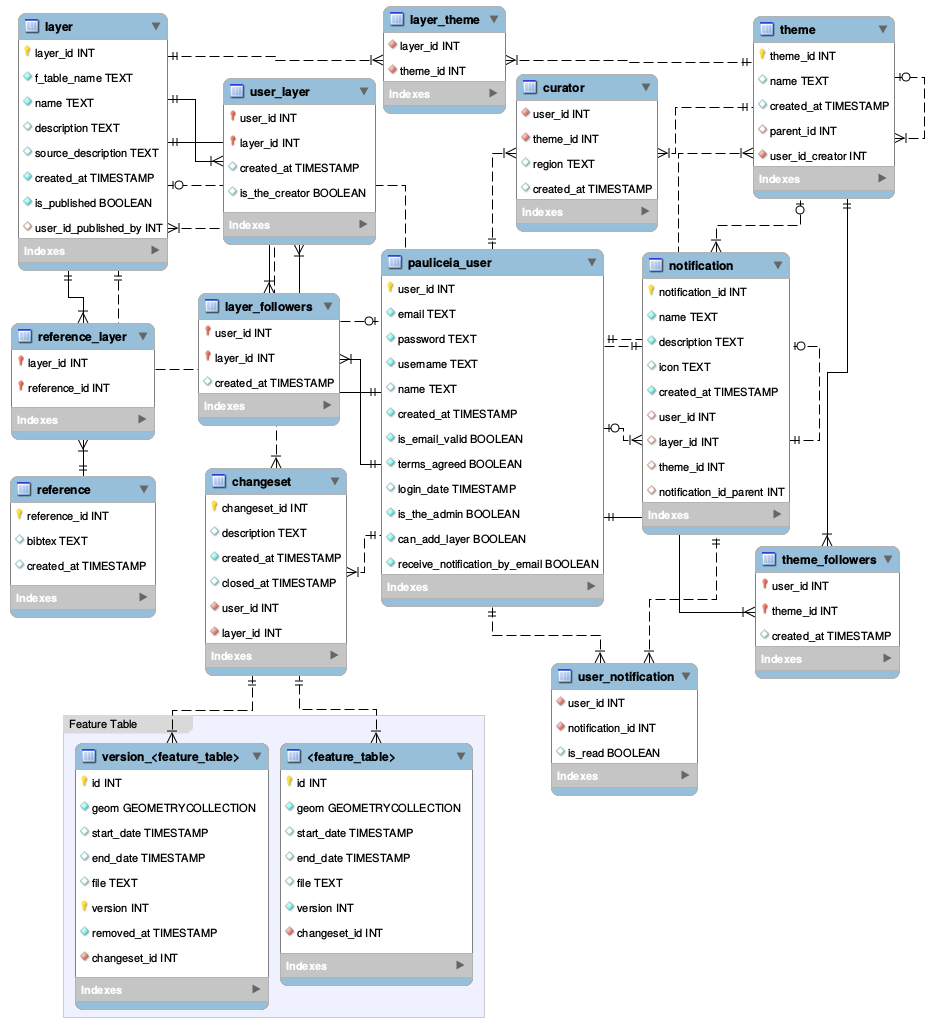 layer
layer_id INT
f_table_name TEXT
name TEXT
description TEXT
source_description TEXT
created_at TIMESTAMP
is_published BOOLEAN
user_id_published_by INT
Indexes
layer_theme
layer_id INT
theme_id INT
Indexes
theme
theme_id INT
name TEXT
created_at TIMESTAMP
parent_id INT
user_id_creator INT
Indexes
user_layer
user_id INT
layer_id INT
created_at TIMESTAMP
is_the_creator BOOLEAN
Indexes
curator
user_id INT
theme_id INT
region TEXT
created_at TIMESTAMP
Indexes
pauliceia_user
user_id INT
email TEXT
password TEXT
username TEXT
name TEXT
created_at TIMESTAMP
is_email_valid BOOLEAN
terms_agreed BOOLEAN
login_date TIMESTAMP
is_the_admin BOOLEAN
can_add_layer BOOLEAN
receive_notification_by_email BOOLEAN
Indexes
notification
notification_id INT
name TEXT
description TEXT
icon TEXT
created_at TIMESTAMP
user_id INT
layer_id INT
theme_id INT
notification_id_parent INT
Indexes
layer_followers
user_id INT
layer_id INT
created_at TIMESTAMP
Indexes
reference_layer
layer_id INT
reference_id INT
Indexes
reference
reference_id INT
bibtex TEXT
created_at TIMESTAMP
Indexes
changeset
changeset_id INT
description TEXT
created_at TIMESTAMP
closed_at TIMESTAMP
user_id INT
layer_id INT
Indexes
theme_followers
user_id INT
theme_id INT
created_at TIMESTAMP
Indexes
user_notification
user_id INT
notification_id INT
is_read BOOLEAN
Indexes
Feature Table
version_<feature_table>
id INT
geom GEOMETRYCOLLECTION
start_date TIMESTAMP
end_date TIMESTAMP
file TEXT
version INT
removed_at TIMESTAMP
changeset_id INT
Indexes
<feature_table>
id INT
geom GEOMETRYCOLLECTION
start_date TIMESTAMP
end_date TIMESTAMP
file TEXT
version INT
changeset_id INT
Indexes